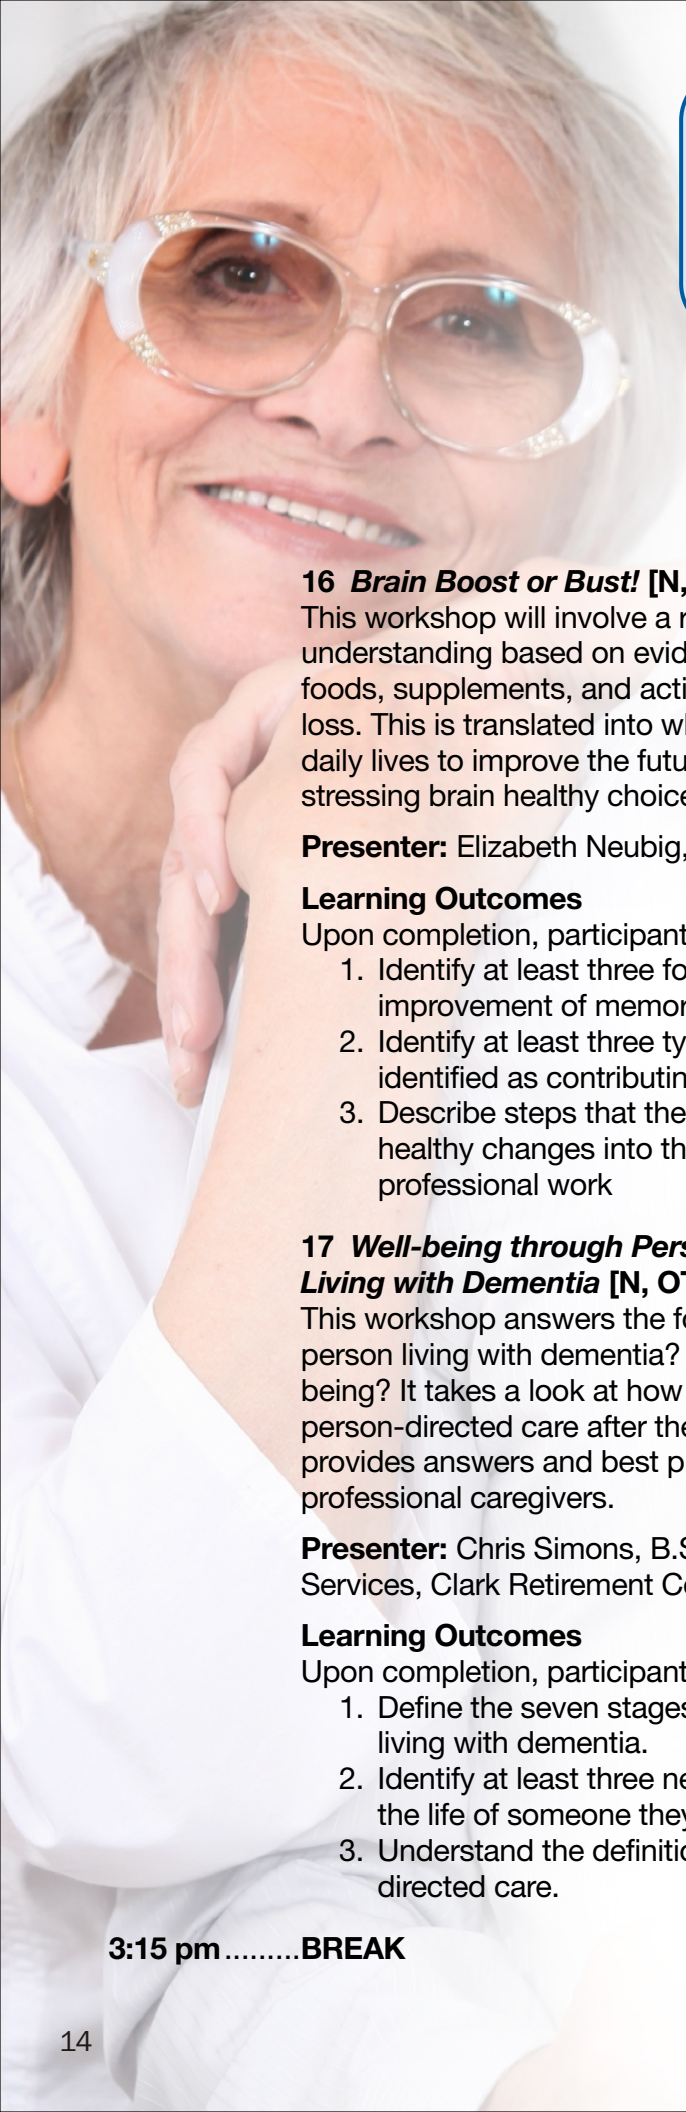 16 Brain Boost or Bust! [N,
This workshop will involve a
understanding based on evid
foods, supplements, and acti
loss. This is translated into
daily lives to improve the futu
stressing brain healthy choice
Presenter: Elizabeth Neubig,
Learning Outcomes
Upon completion, participant
1. Identify at least three fo
improvement of memor
2. Identify at least three ty
identified as contributin
3. Describe steps that the
healthy changes into th
professional work
17 Well-being through Pers
Living with Dementia [N, OT
This workshop answers the fo
person living with dementia?
being? It takes a look at how
person-directed care after the
provides answers and best p
professional caregivers.
Presenter: Chris Simons, B.S
Services, Clark Retirement Co
Learning Outcomes
Upon completion, participant
1. Define the seven stages
living with dementia.
2. Identify at least three ne
the life of someone they
3. Understand the definitio
directed care.
3:15 pm.........BREAK
14